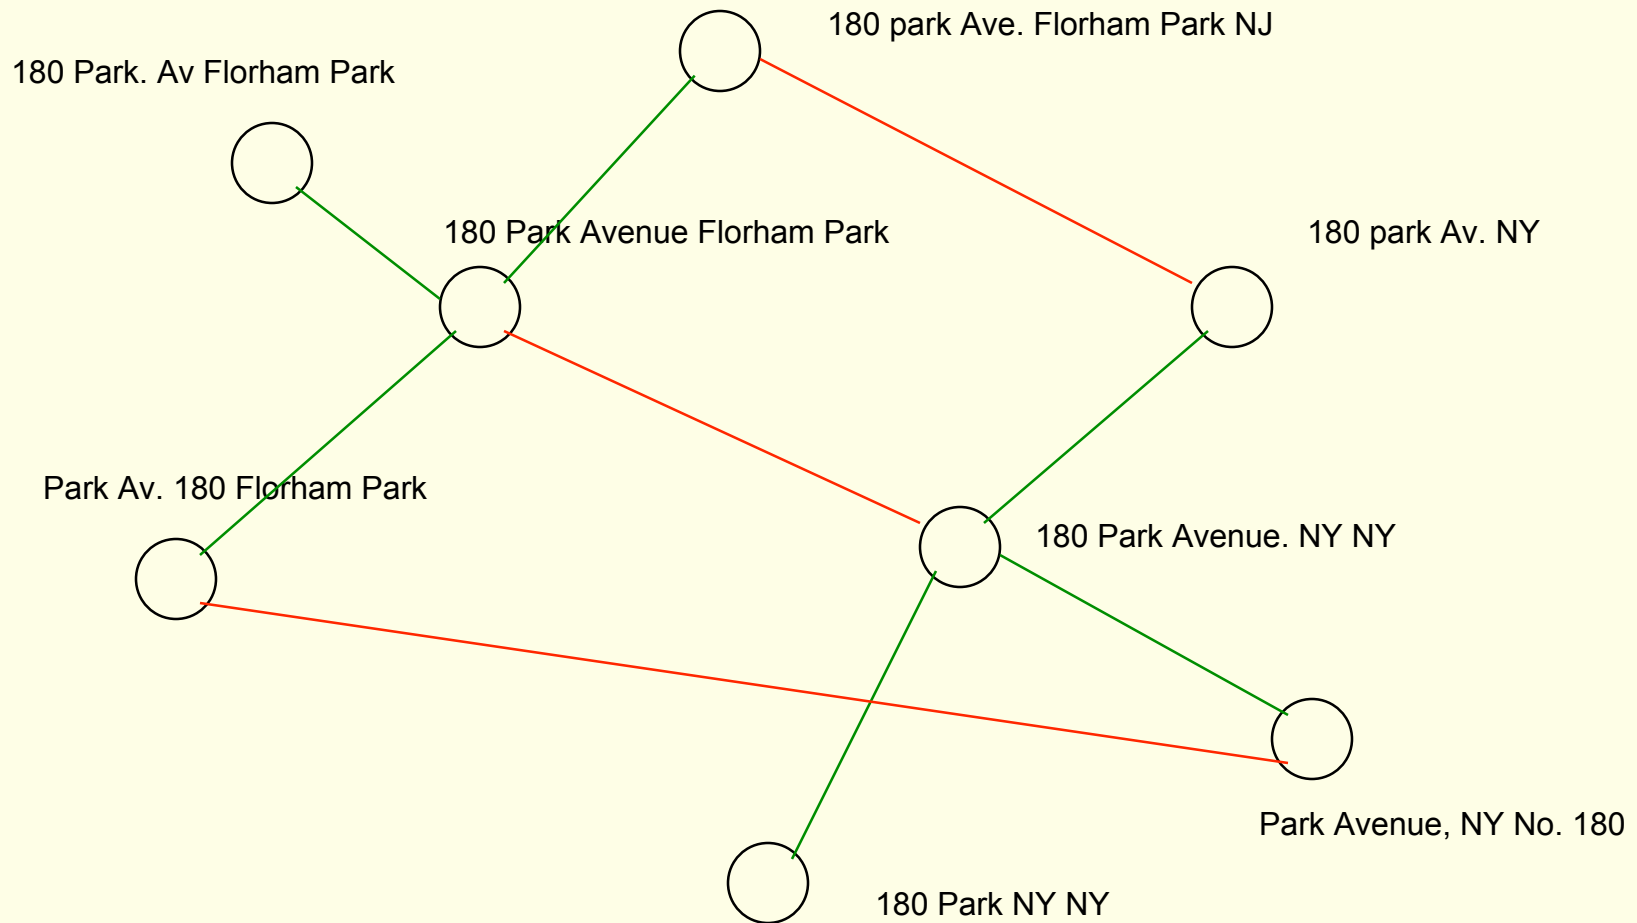 180 park Ave. Florham Park NJ
180 Park. Av Florham Park
180 Park Avenue Florham Park
180 park Av. NY
Park Av. 180 Florham Park
180 Park Avenue. NY NY
Park Avenue, NY No. 180
180 Park NY NY